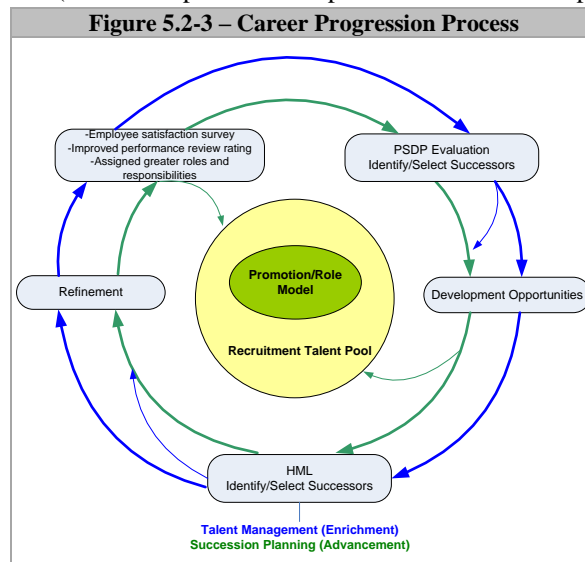 Figure 5.2-3 – Career Progression Process
-Employee satisfaction survey
-Improved performance review rating
-Assigned greater roles and
responsibilities
PSDP Evaluation
Identify/Select Successors
Promotion/Role
Model
Refinement
Development Opportunities
Recruitment Talent Pool
HML
Identify/Select Successors
Talent Management (Enrichment)
Succession Planning (Advancement)